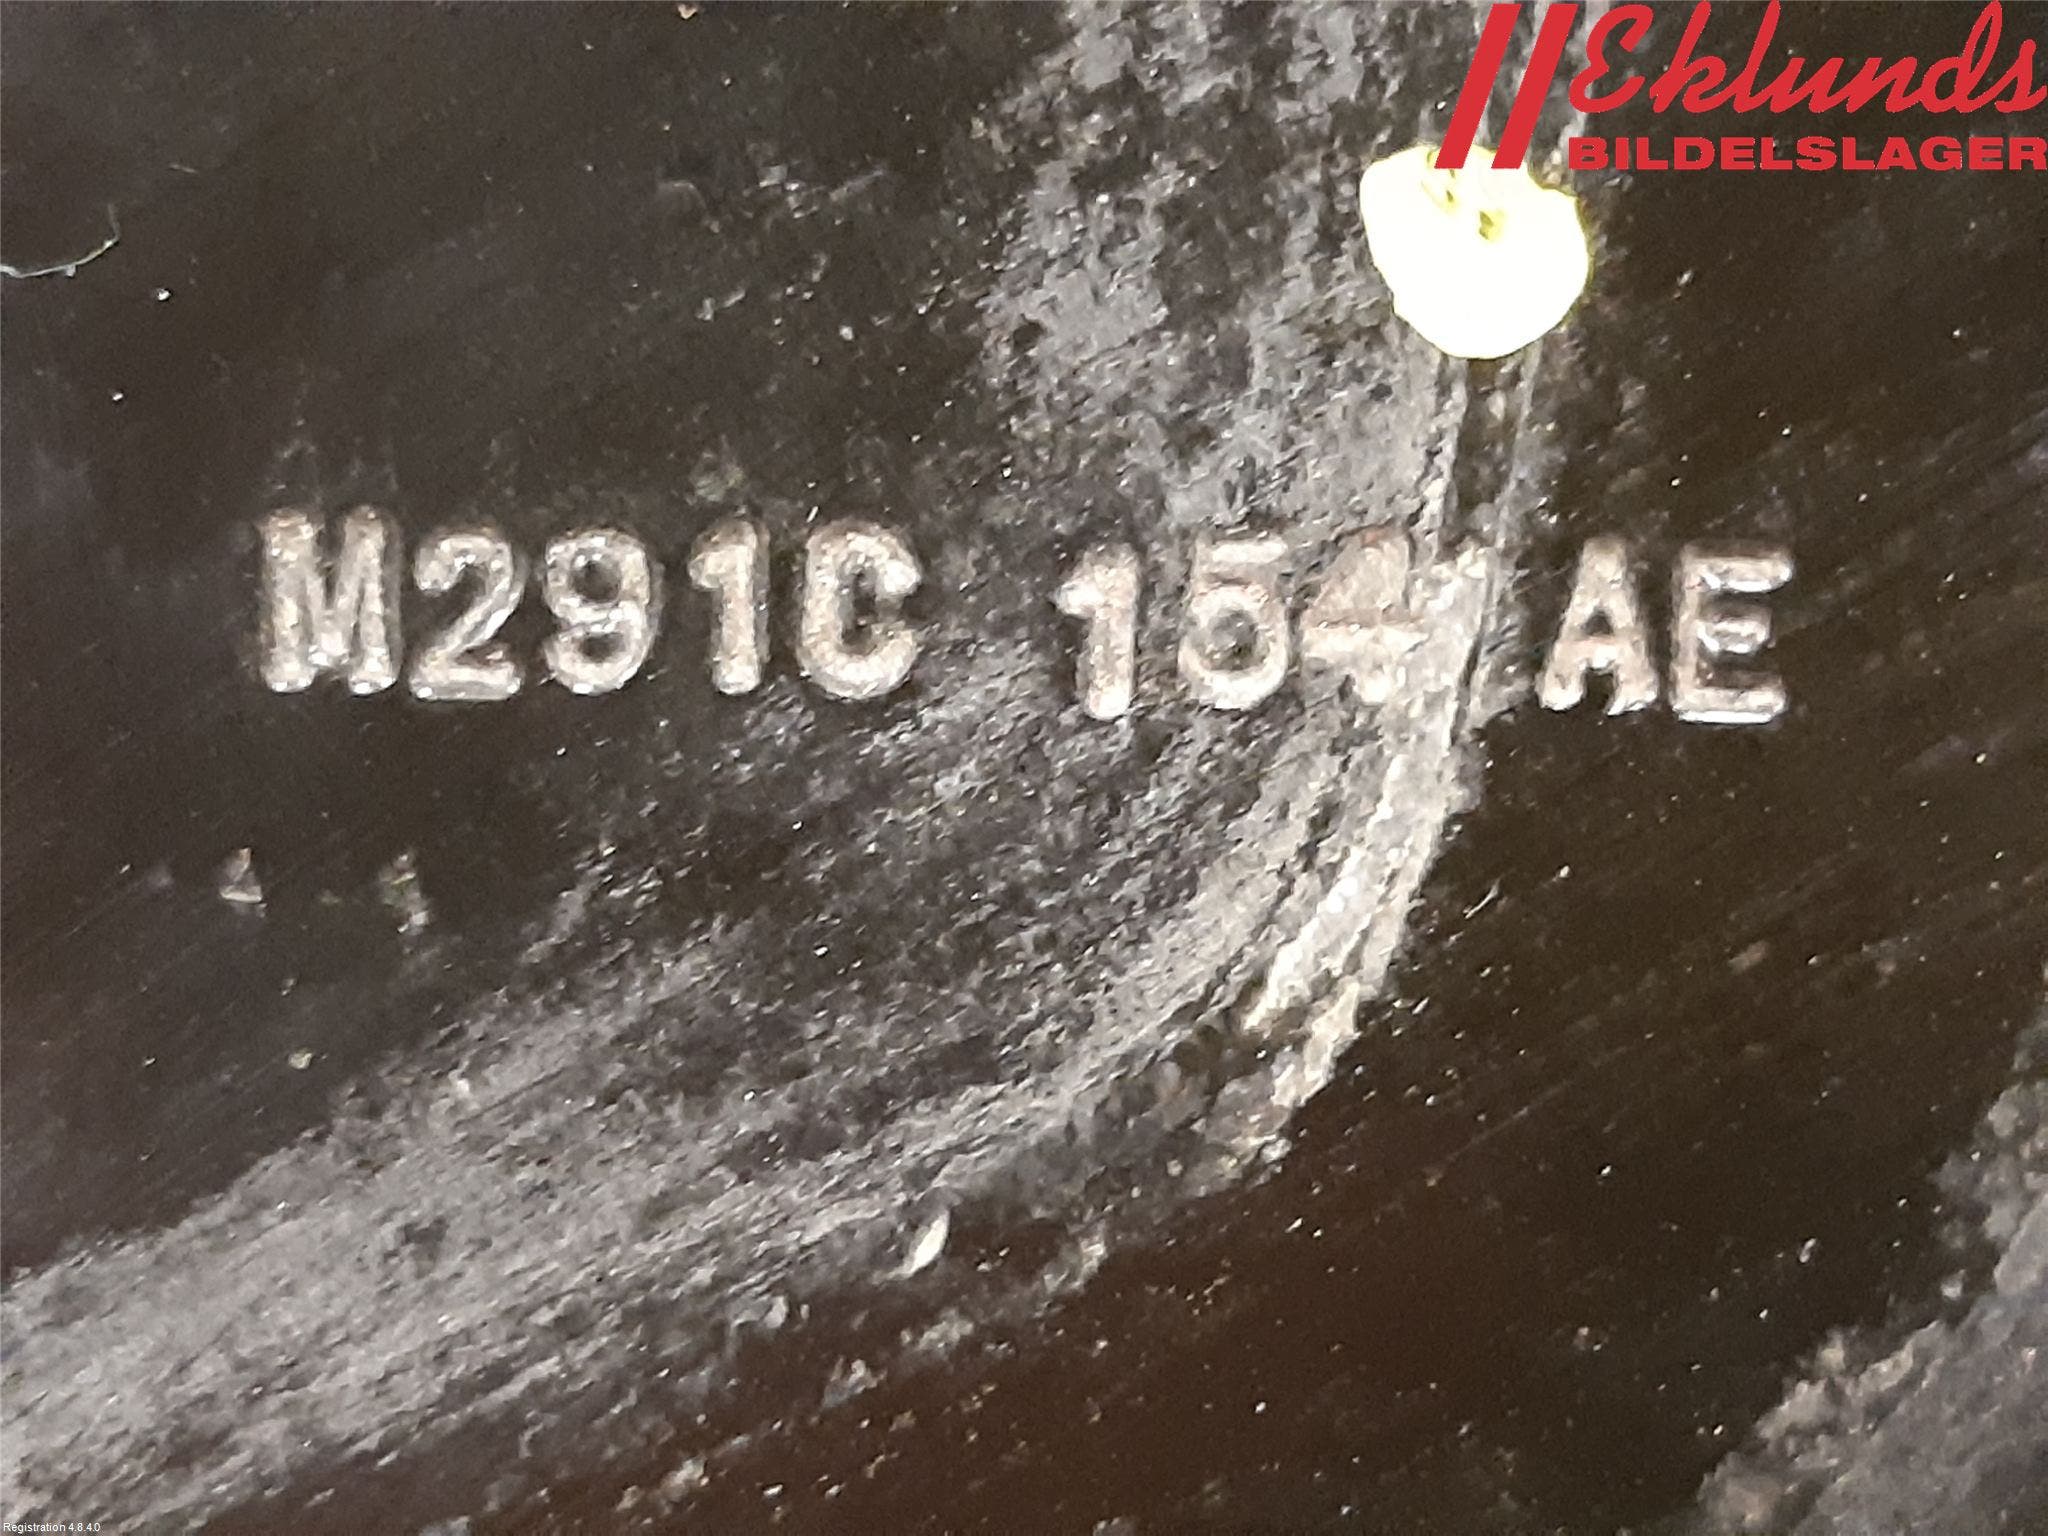 Eklunds
BILDELSLAGER
M291C 154 AE
Registration 4.8.4.0